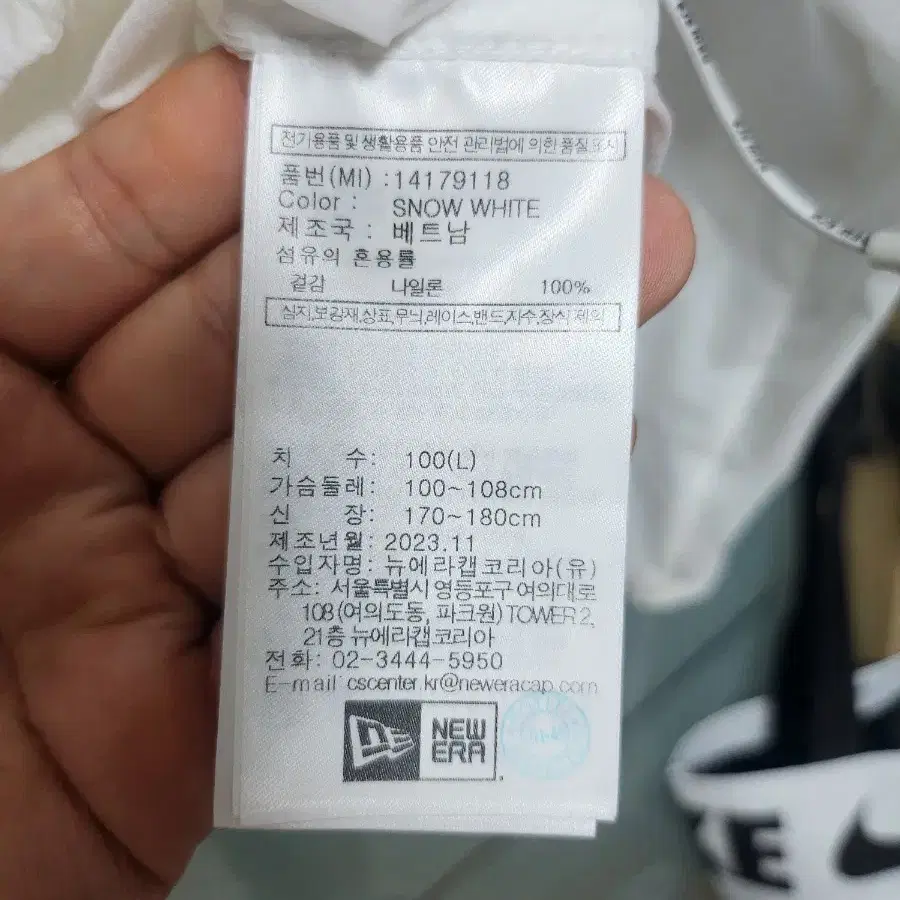 전기용품 및 생활용품 안전 관리법에 의한 품질표시
품번(MI) :14179118
Color : SNOW WHITE
제조국 : 베트남
섬유의 혼용률
겉감 나일론 100%
심지,보강재,상표,무늬,레이스,밴드,자수,장식 제외
치 수: 100(L)
가슴둘레: 100~108cm
신 장: 170~180cm
제조년월: 2023.11
수입자명: 뉴에라캡코리아(유)
주소: 서울특별시 영등포구 여의대로
108 (여의도동, 파크원) TOWER 2,
21층 뉴에라캡코리아
전화: 02-3444-5950
E-mail: cscenter.kr@neweracap.com
NEW
ERA